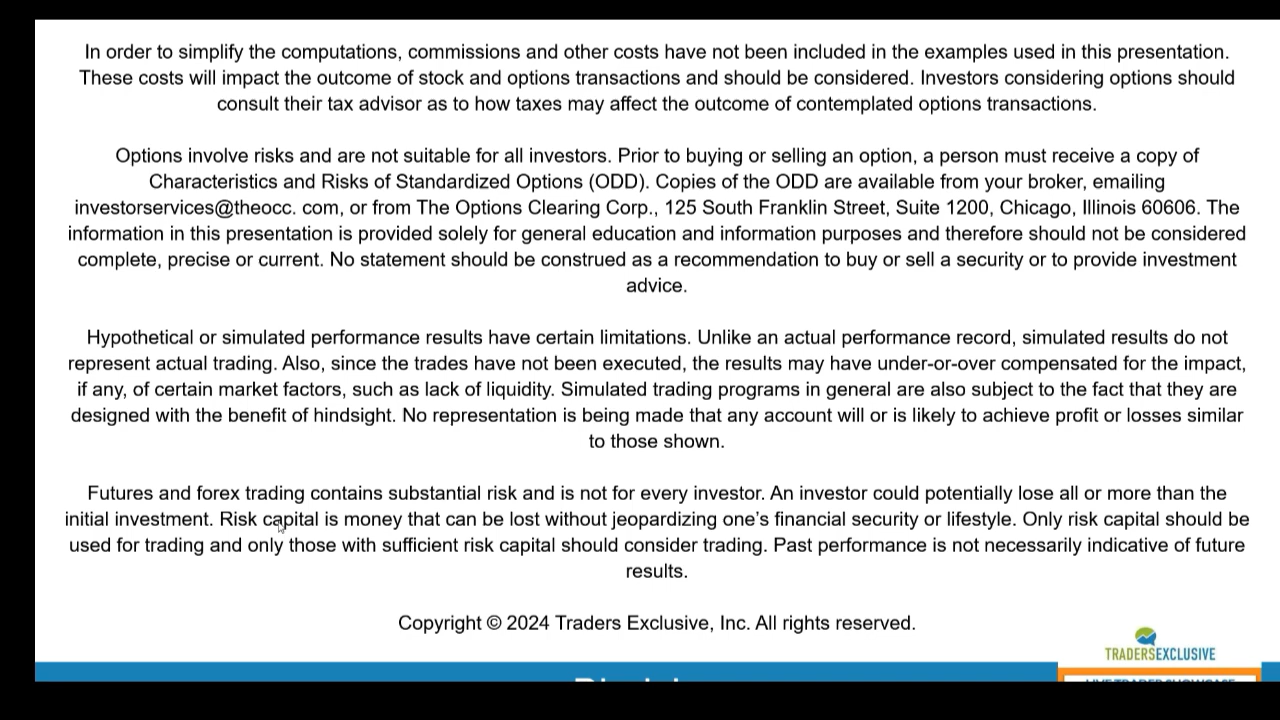 In order to simplify the computations, commissions and other costs have not been included in the examples used in this presentation.
These costs will impact the outcome of stock and options transactions and should be considered. Investors considering options should
consult their tax advisor as to how taxes may affect the outcome of contemplated options transactions.
Options involve risks and are not suitable for all investors. Prior to buying or selling an option, a person must receive a copy of
Characteristics and Risks of Standardized Options (ODD). Copies of the ODD are available from your broker, emailing
investorservices@theocc. com, or from The Options Clearing Corp., 125 South Franklin Street, Suite 1200, Chicago, Illinois 60606. The
information in this presentation is provided solely for general education and information purposes and therefore should not be considered
complete, precise or current. No statement should be construed as a recommendation to buy or sell a security or to provide investment
advice.
Hypothetical or simulated performance results have certain limitations. Unlike an actual performance record, simulated results do not
represent actual trading. Also, since the trades have not been executed, the results may have under-or-over compensated for the impact,
if any, of certain market factors, such as lack of liquidity. Simulated trading programs in general are also subject to the fact that they are
designed with the benefit of hindsight. No representation is being made that any account will or is likely to achieve profit or losses similar
to those shown.
Futures and forex trading contains substantial risk and is not for every investor. An investor could potentially lose all or more than the
initial investment. Risk capital is money that can be lost without jeopardizing one's financial security or lifestyle. Only risk capital should be
used for trading and only those with sufficient risk capital should consider trading. Past performance is not necessarily indicative of future
results.
Copyright © 2024 Traders Exclusive, Inc. All rights reserved.
TRADERSEXCLUSIVE